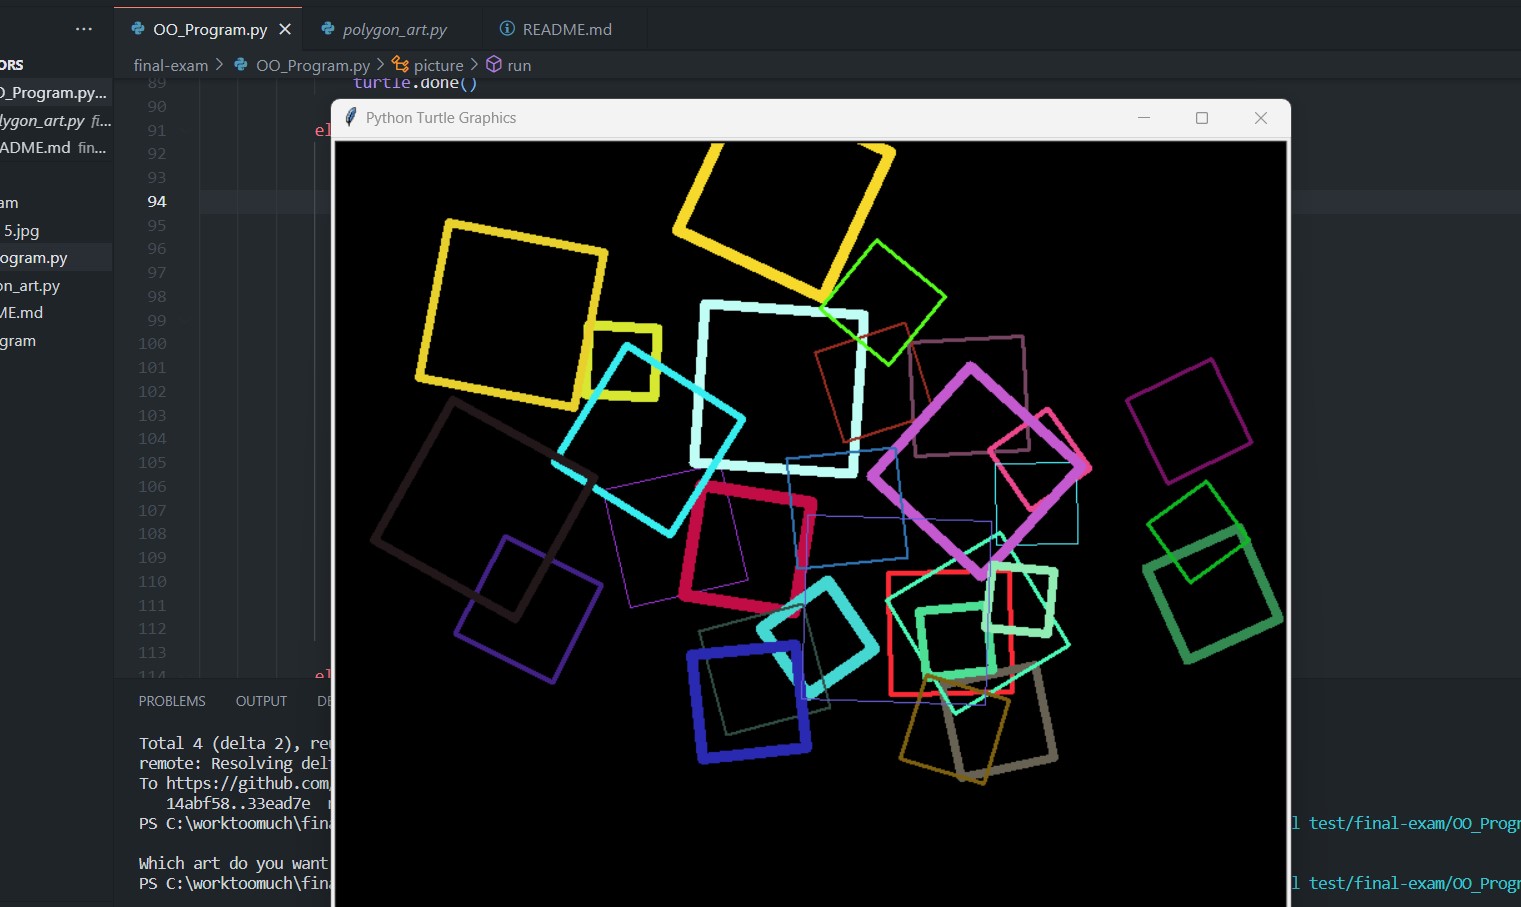 ...
OO_Program.py
polygon_art.py
README.md
ORS
final-exam > OO_Program.py > picture > run
O_Program.py...
lygon_art.py fi...
ADME.md fin...
am
5.jpg
ogram.py
on_art.py
ME.md
gram
89 turtle.done()
90
91 el
92
93
94
95
96
97
98
99
100
101
102
103
104
105
106
107
108
109
110
111
112
113
114 el
Python Turtle Graphics
PROBLEMS OUTPUT DE
Total 4 (delta 2), re
remote: Resolving del
To https://github.com
14abf58..33ead7e
PS C:\worktoomuch\fina l test/final-exam/OO_Progr
Which art do you want
PS C:\worktoomuch\fina l test/final-exam/OO_Progr